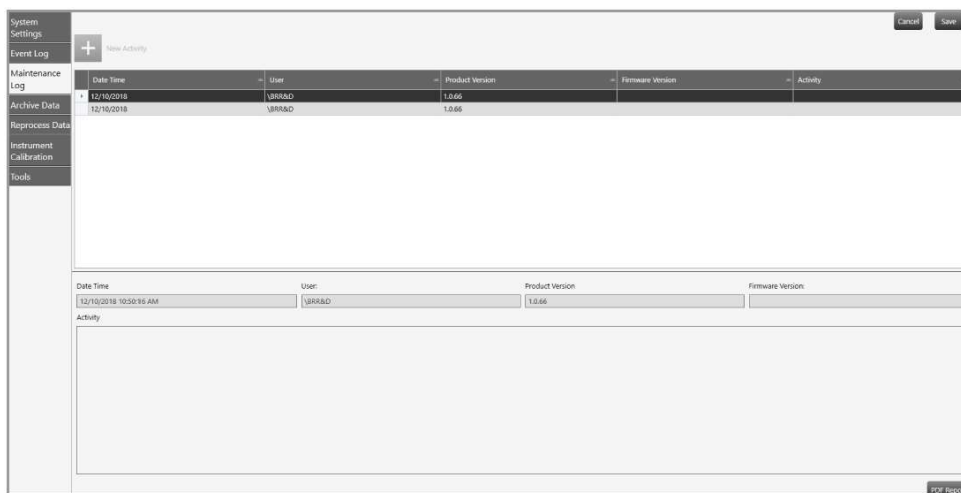 System
Settings
Event Log
Maintenance
Log
Archive Data
Reprocess Data
Instrument
Calibration
Tools
Cancel
Save
New Activity
Date Time
User
Product Version
Firmware Version
Activity
12/10/2018
\BRR&D
1.0.66
12/10/2018
\BRR&D
1.0.66
Date Time
User:
Product Version
Firmware Version:
12/10/2018 10:50:86 AM
\BRR&D
1.0.66
Activity
PDF Repo